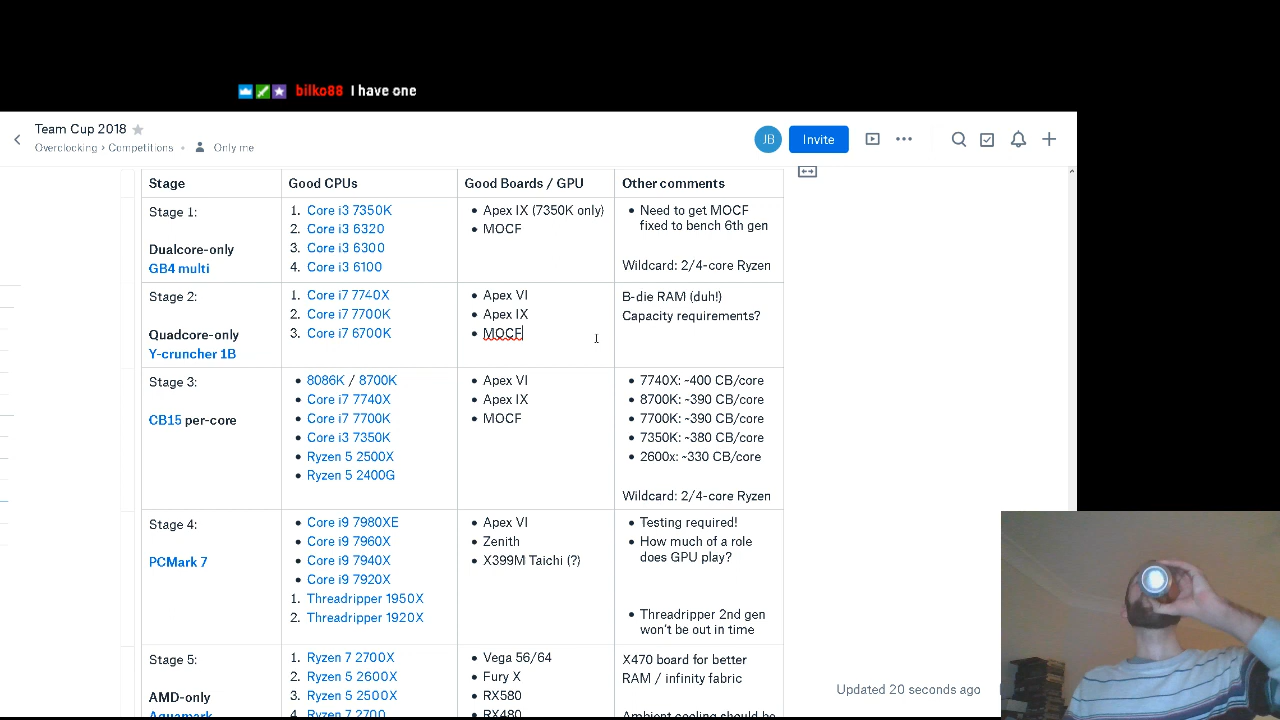 bilko88 I have one
Team Cup 2018
Overclocking > Competitions • Only me
JB
Invite
Stage
Good CPUs
Good Boards / GPU
Other comments
Stage 1:
Dualcore-only
GB4 multi
1. Core i3 7350K
2. Core i3 6320
3. Core i3 6300
4. Core i3 6100
• Apex IX (7350K only)
• MOCF
• Need to get MOCF
fixed to bench 6th gen
Wildcard: 2/4-core Ryzen
Stage 2:
Quadcore-only
Y-cruncher 1B
1. Core i7 7740X
2. Core i7 7700K
3. Core i7 6700K
• Apex VI
• Apex IX
• MOCF
B-die RAM (duh!)
Capacity requirements?
Stage 3:
CB15 per-core
• 8086K / 8700K
• Core i7 7740X
• Core i7 7700K
• Core i3 7350K
• Ryzen 5 2500X
• Ryzen 5 2400G
• Apex VI
• Apex IX
• MOCF
• 7740X: ~400 CB/core
• 8700K: ~390 CB/core
• 7700K: ~390 CB/core
• 7350K: ~380 CB/core
• 2600x: ~330 CB/core
Wildcard: 2/4-core Ryzen
Stage 4:
PCMark 7
• Core i9 7980XE
• Core i9 7960X
• Core i9 7940X
• Core i9 7920X
1. Threadripper 1950X
2. Threadripper 1920X
• Apex VI
• Zenith
• X399M Taichi (?)
• Testing required!
• How much of a role
does GPU play?
• Threadripper 2nd gen
won't be out in time
Stage 5:
AMD-only
Aquamark
1. Ryzen 7 2700X
2. Ryzen 5 2600X
3. Ryzen 5 2500X
4. Ryzen 7 2700
• Vega 56/64
• Fury X
• RX580
• RX480
X470 board for better
RAM / infinity fabric
Ambient cooling should be
Updated 20 seconds ago